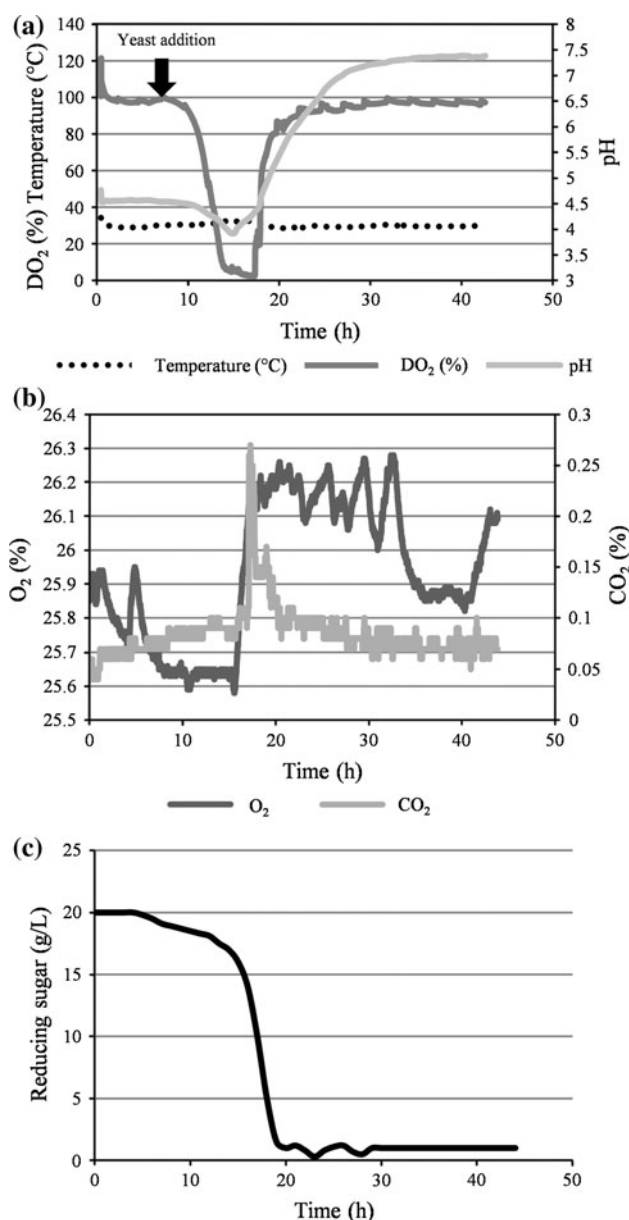 (a)
Yeast addition
DO2 (%) Temperature (°C)
140
120
100
80
60
40
20
0
pH
8
7.5
7
6.5
6
5.5
5
4.5
4
3.5
3
0 10 20 30 40 50
Time (h)
Temperature (°C) DO2 (%) pH
(b)
O2 (%)
26.4
26.3
26.2
26.1
26
25.9
25.8
25.7
25.6
25.5
CO2 (%)
0.3
0.25
0.2
0.15
0.1
0.05
0
0 10 20 30 40 50
Time (h)
O2 CO2
(c)
Reducing sugar (g/L)
25
20
15
10
5
0
0 10 20 30 40 50
Time (h)